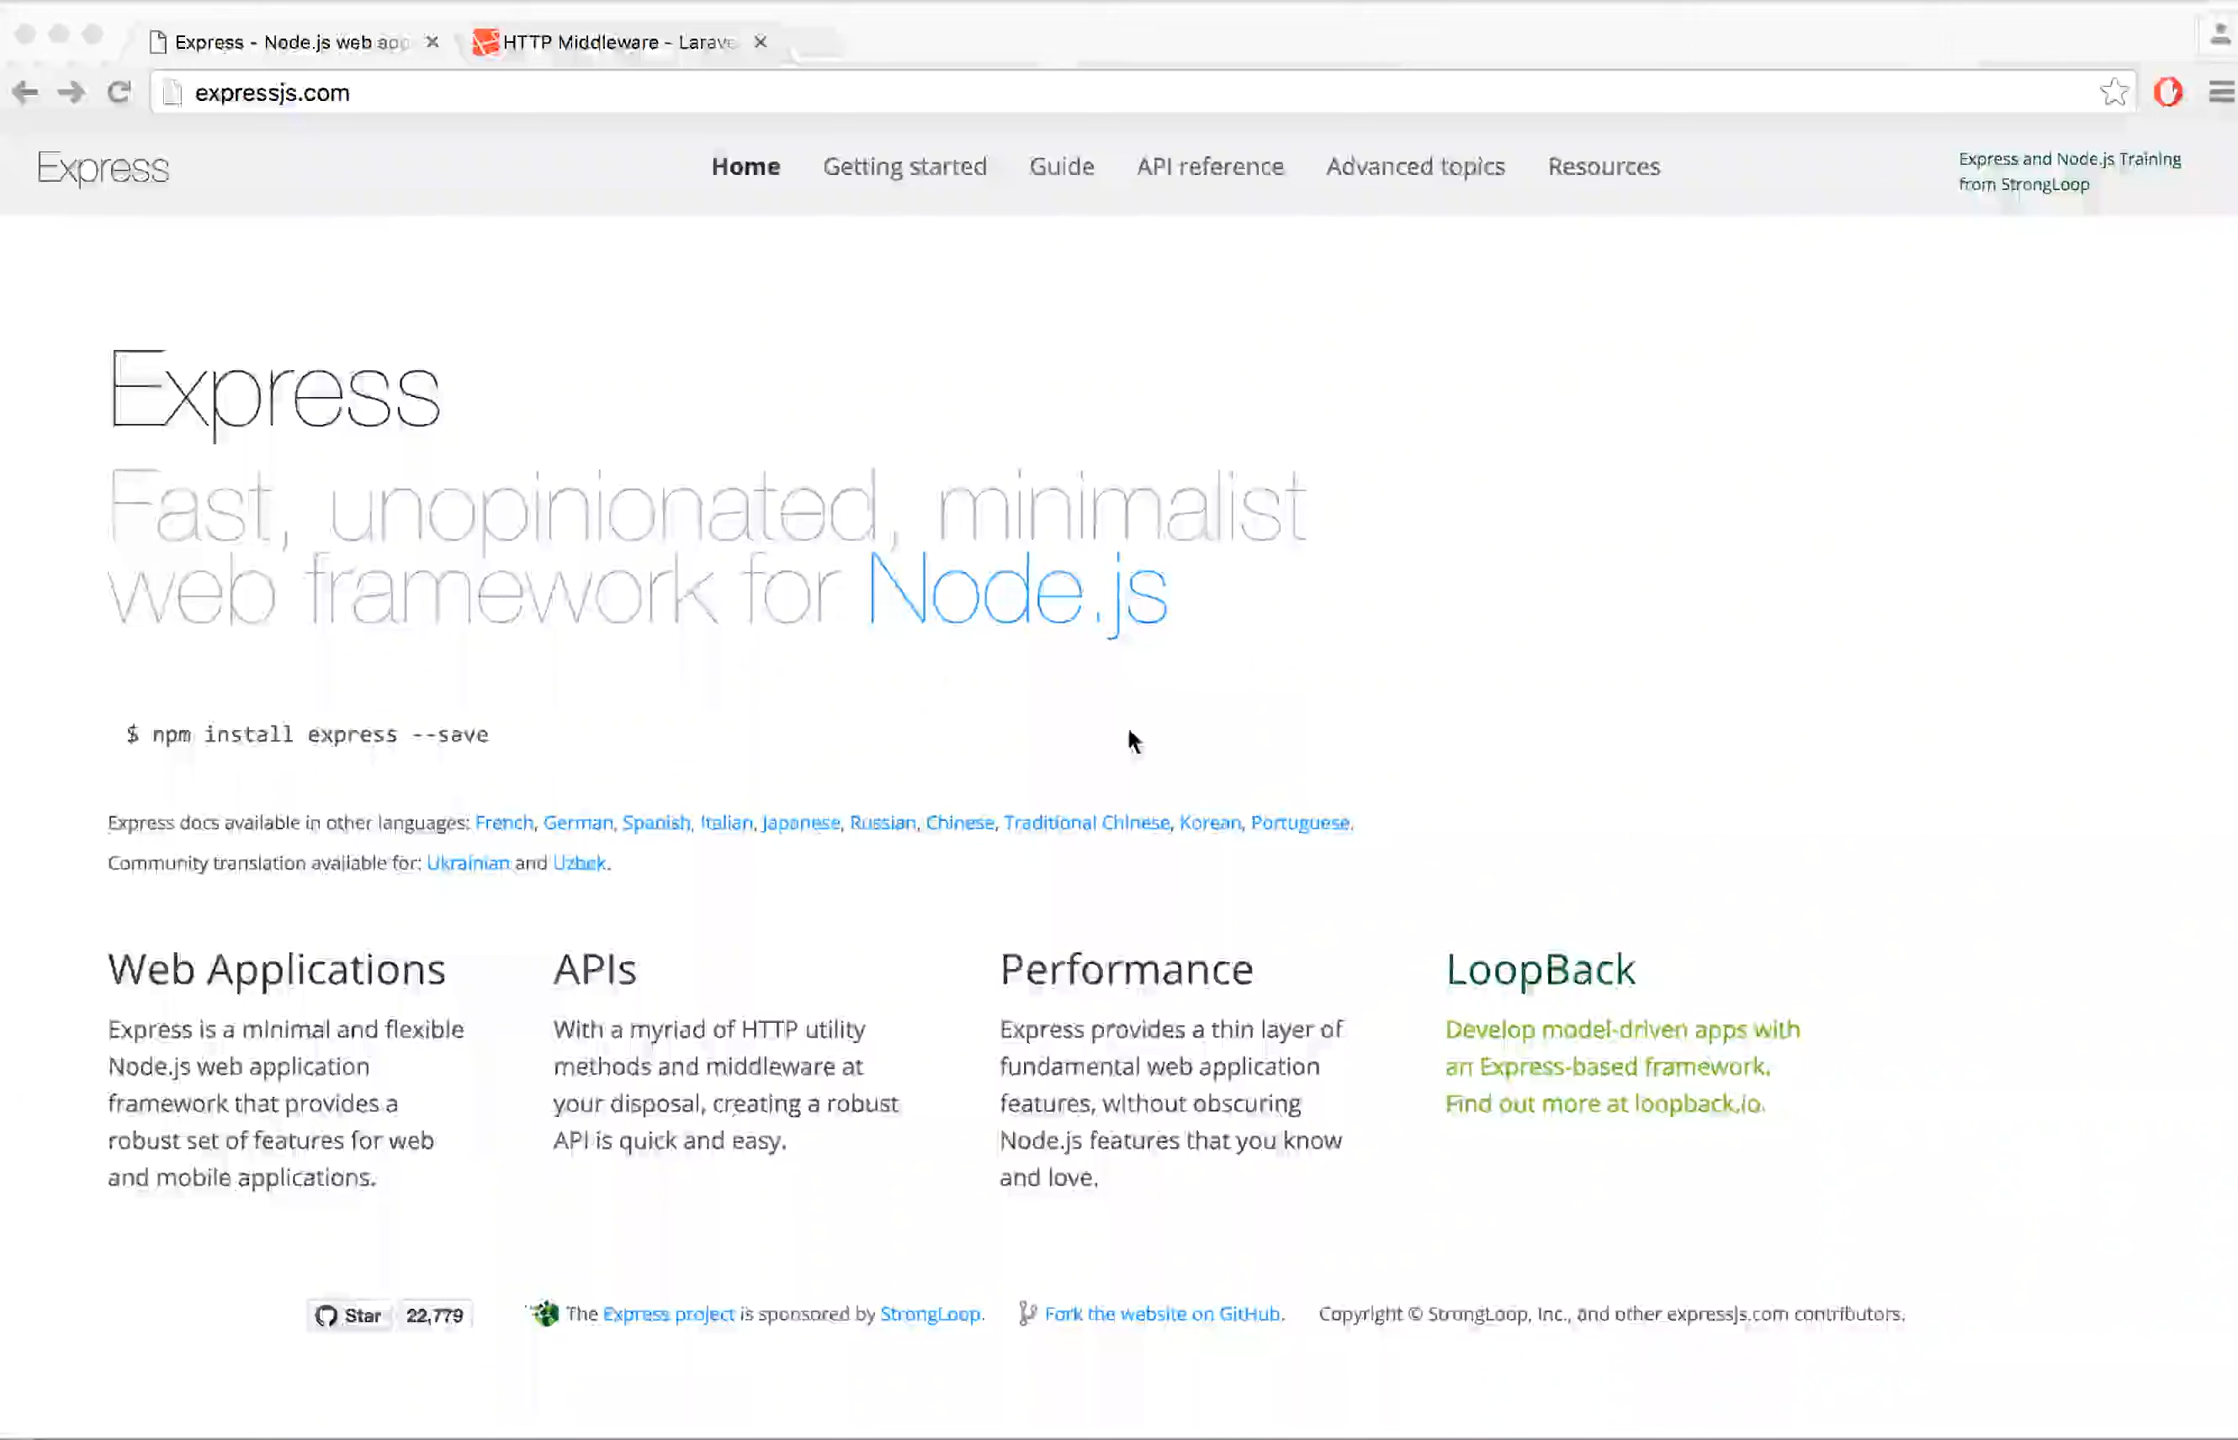 Express - Node.js web app
HTTP Middleware - Larave
expressjs.com
Express
Home Getting started Guide API reference Advanced topics Resources
Express and Node.js Training
from StrongLoop
Express
Fast, unopinionated, minimalist
web framework for Node.js
$ npm install express --save
Express docs available in other languages: French, German, Spanish, Italian, Japanese, Russian, Chinese, Traditional Chinese, Korean, Portuguese.
Community translation available for: Ukrainian and Uzbek.
Web Applications
Express is a minimal and flexible
Node.js web application
framework that provides a
robust set of features for web
and mobile applications.
APIs
With a myriad of HTTP utility
methods and middleware at
your disposal, creating a robust
API is quick and easy.
Performance
Express provides a thin layer of
fundamental web application
features, without obscuring
Node.js features that you know
and love.
LoopBack
Develop model-driven apps with
an Express-based framework.
Find out more at loopback.io.
Star 22,779
The Express project is sponsored by StrongLoop.
Fork the website on GitHub.
Copyright © StrongLoop, Inc., and other expressjs.com contributors.